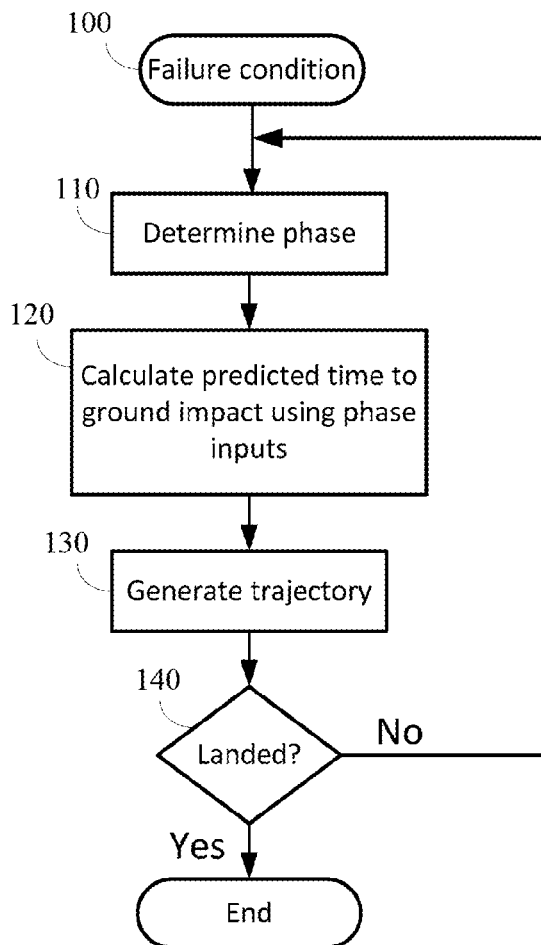 100
Failure condition
110
Determine phase
120
Calculate predicted time to
ground impact using phase
inputs
130
Generate trajectory
140
Landed?
No
Yes
End